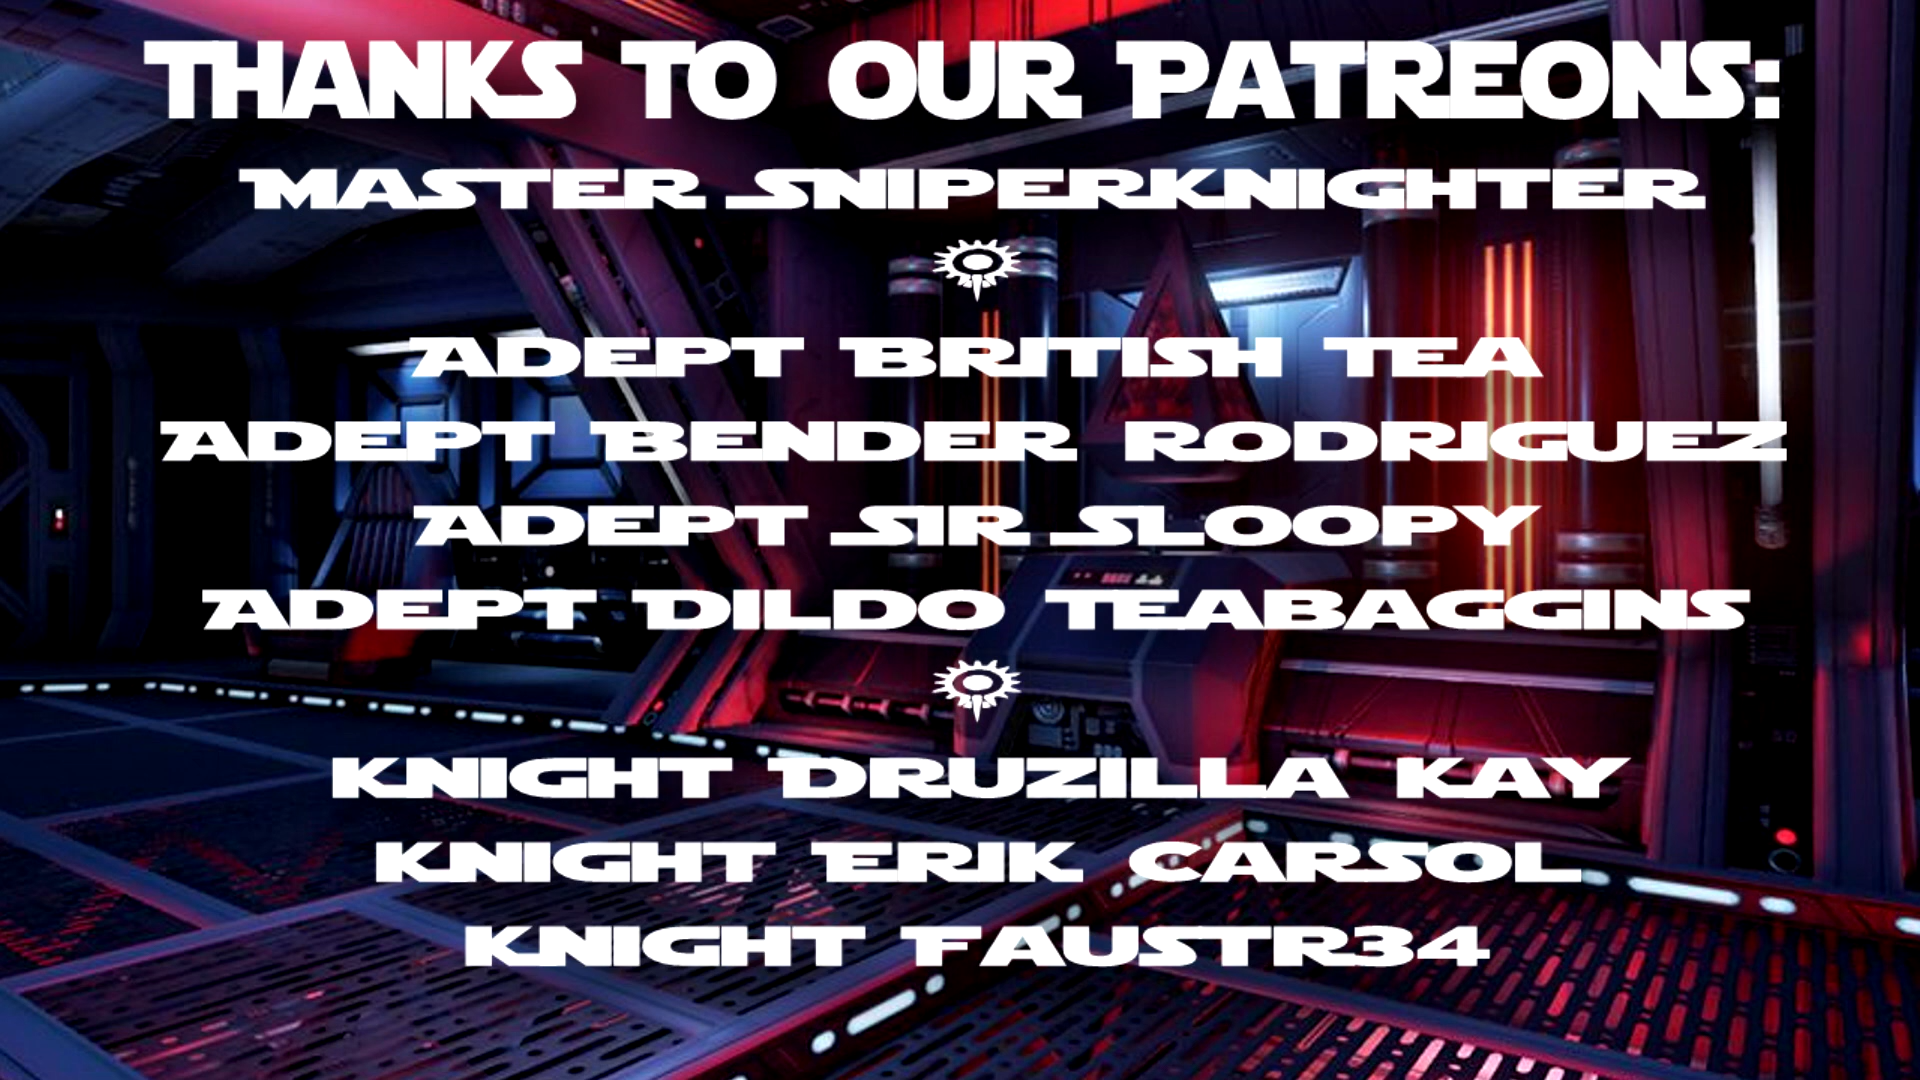 Thanks to our Patreons:
Master SniperKnighter
Adept British Tea
Adept Bender Rodriguez
Adept Sir Sloopy
Adept Dildo Teabaggins
Knight Druzilla Kay
Knight Erik Carsol
Knight Faustr34